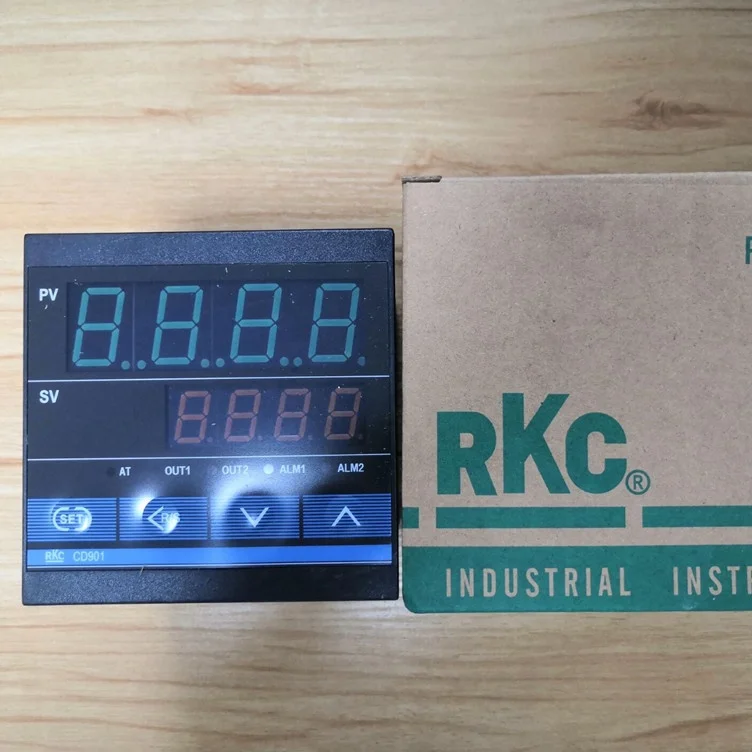 PV
8.8.8.8.
SV
8888
AT OUT1 OUT2 ALM1 ALM2
SET <R/S
RKC CD901
RKC®
INDUSTRIAL INST